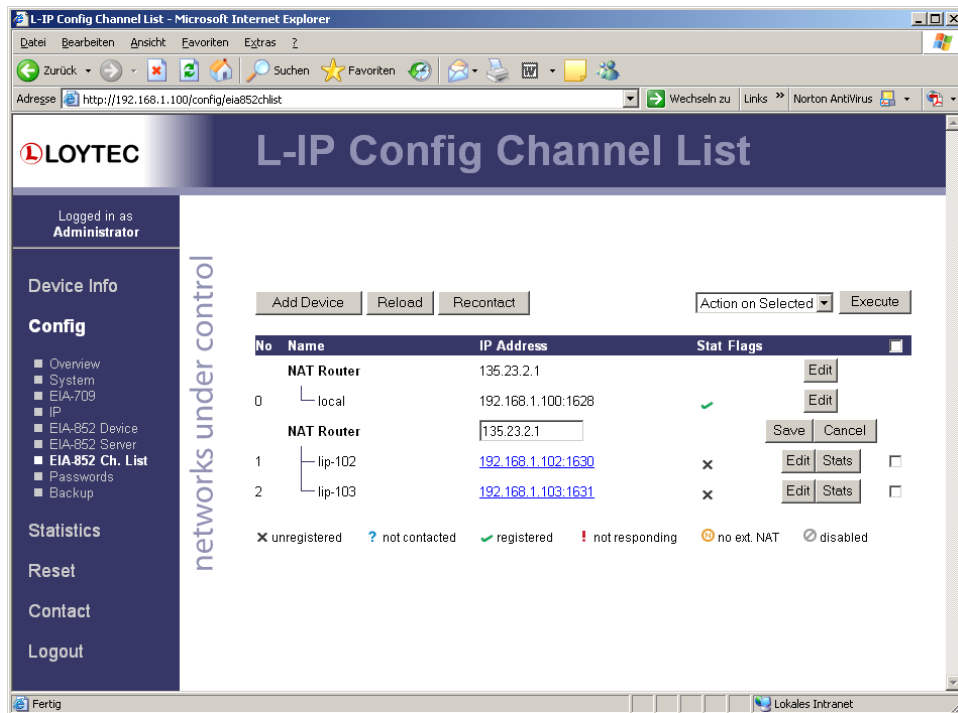 L-IP Config Channel List - Microsoft Internet Explorer
Datei Bearbeiten Ansicht Favoriten Extras ?
Zurück Suchen Favoriten
Adresse http://192.168.1.100/config/eia852chlist Wechseln zu Links » Norton AntiVirus
LOYTEC
L-IP Config Channel List
Logged in as
Administrator
Device Info
Config
Overview
System
EIA-709
IP
EIA-852 Device
EIA-852 Server
EIA-852 Ch. List
Passwords
Backup
Statistics
Reset
Contact
Logout
networks under control
Add Device Reload Recontact Action on Selected Execute
No Name IP Address Stat Flags
NAT Router 135.23.2.1 Edit
0 local 192.168.1.100:1628 Edit
NAT Router 135.23.2.1 Save Cancel
1 lip-102 192.168.1.102:1630 Edit Stats
2 lip-103 192.168.1.103:1631 Edit Stats
unregistered ? not contacted registered ! not responding N no ext. NAT disabled
Fertig Lokales Intranet